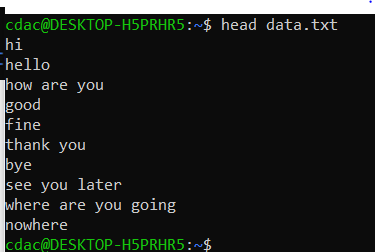 cdac@DESKTOP-H5PRHR5:~$ head data.txt
hi
hello
how are you
good
fine
thank you
bye
see you later
where are you going
nowhere
cdac@DESKTOP-H5PRHR5:~$